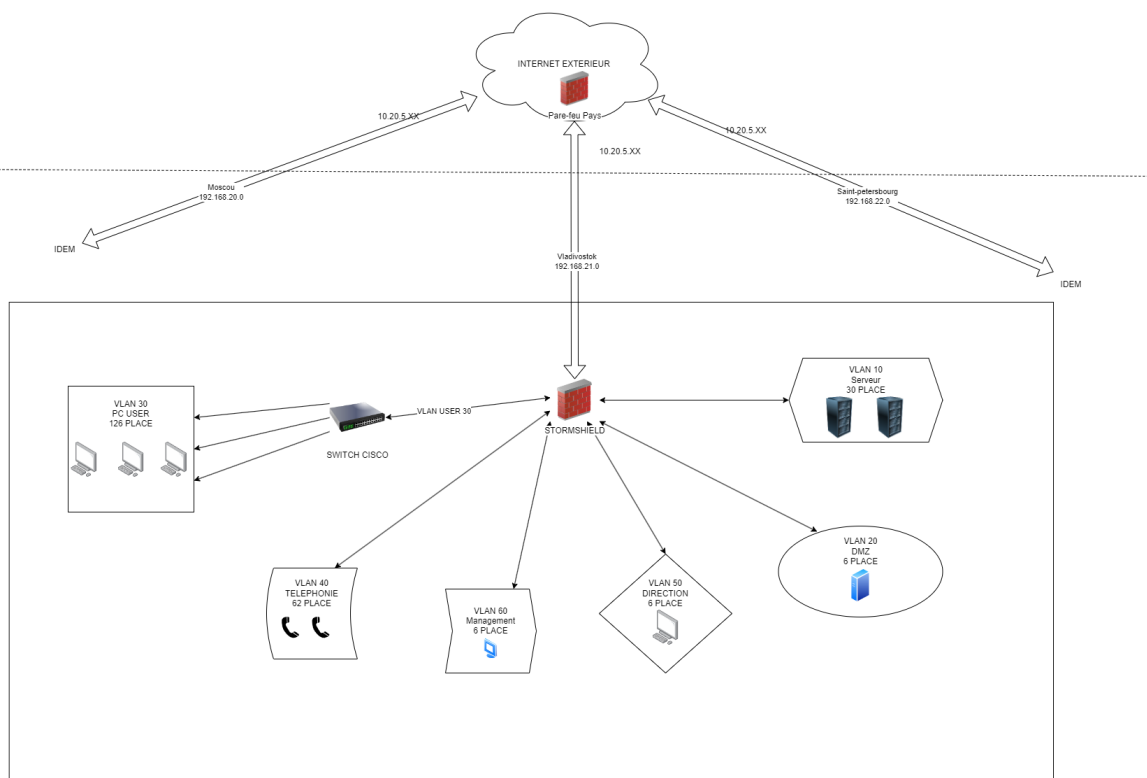 INTERNET EXTERIEUR
Pare-feu Pays
10.20.5.XX
10.20.5.XX
10.20.5.XX
Moscou
192.168.20.0
Saint-petersbourg
192.168.22.0
IDEM
Vladivostok
192.168.21.0
IDEM
VLAN 30
PC USER
126 PLACE
VLAN USER 30
SWITCH CISCO
STORMSHIELD
VLAN 10
Serveur
30 PLACE
VLAN 40
TELEPHONIE
62 PLACE
VLAN 60
Management
6 PLACE
VLAN 50
DIRECTION
6 PLACE
VLAN 20
DMZ
6 PLACE